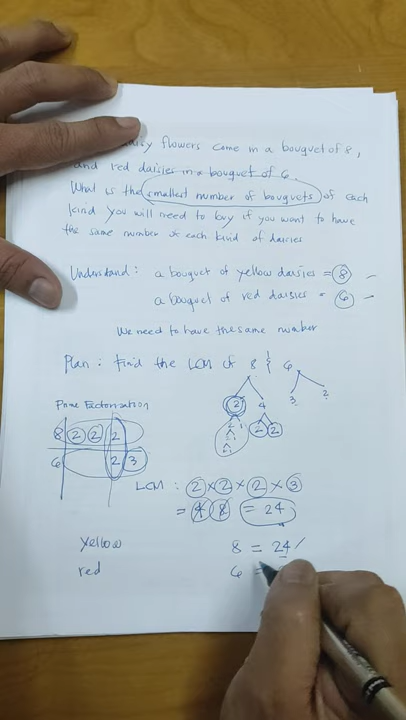 daisy flowers come in a bouquet of 8,
and red daisies in a bouquet of 6.
What is the smallest number of bouquets of each
kind you will need to buy if you want to have
the same number of each kind of daisies
Understand: a bouquet of yellow daisies = 8
a bouquet of red daisies = 6
We need to have the same number
Plan: Find the LCM of 8 & 6
2 4 3 2
Prime Factorization
2 2
8 2 2 2
6 2 3
LCM: 2 × 2 × 2 × 3
= 4 8 = 24
yellow 8 = 24
red 6 =